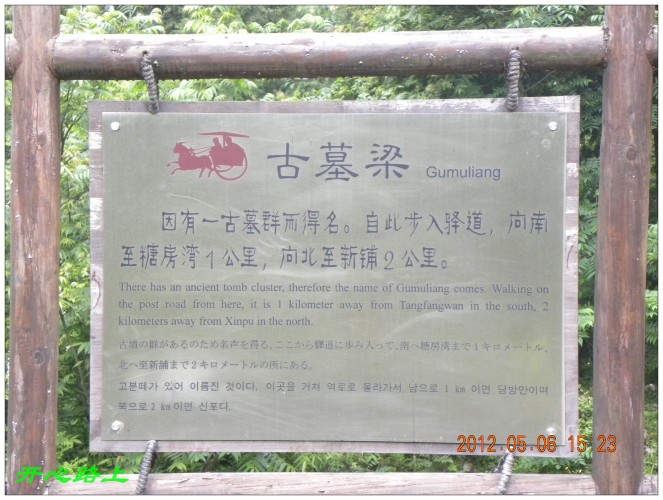 古墓梁 Gumuliang
因有一古墓群而得名。自此步入驿道，向南
至糖房湾1公里，向北至新铺2公里。
There has an ancient tomb cluster, therefore the name of Gumuliang comes. Walking on
the post road from here, it is 1 kilometer away from Tangfangwan in the south, 2
kilometers away from Xinpu in the north.
古墳の群があるのため名声を得る。ここから驛道に歩み入って、南へ糖房湾まで1キロメートル、
北へ至新舖まで2キロメートルの所にある。
고분떼가 있어 이름진 것이다. 이곳을 거쳐 역로로 돌라가서 남으로 1 km 이면 당방만이며
북으로 2 km 이면 신포다.
2012.05.06 15:23
开心路上